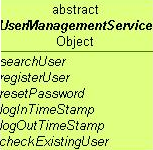 abstract
UserManagementService
Object
searchUser
registerUser
resetPassword
logInTimeStamp
logOutTimeStamp
checkExistingUser